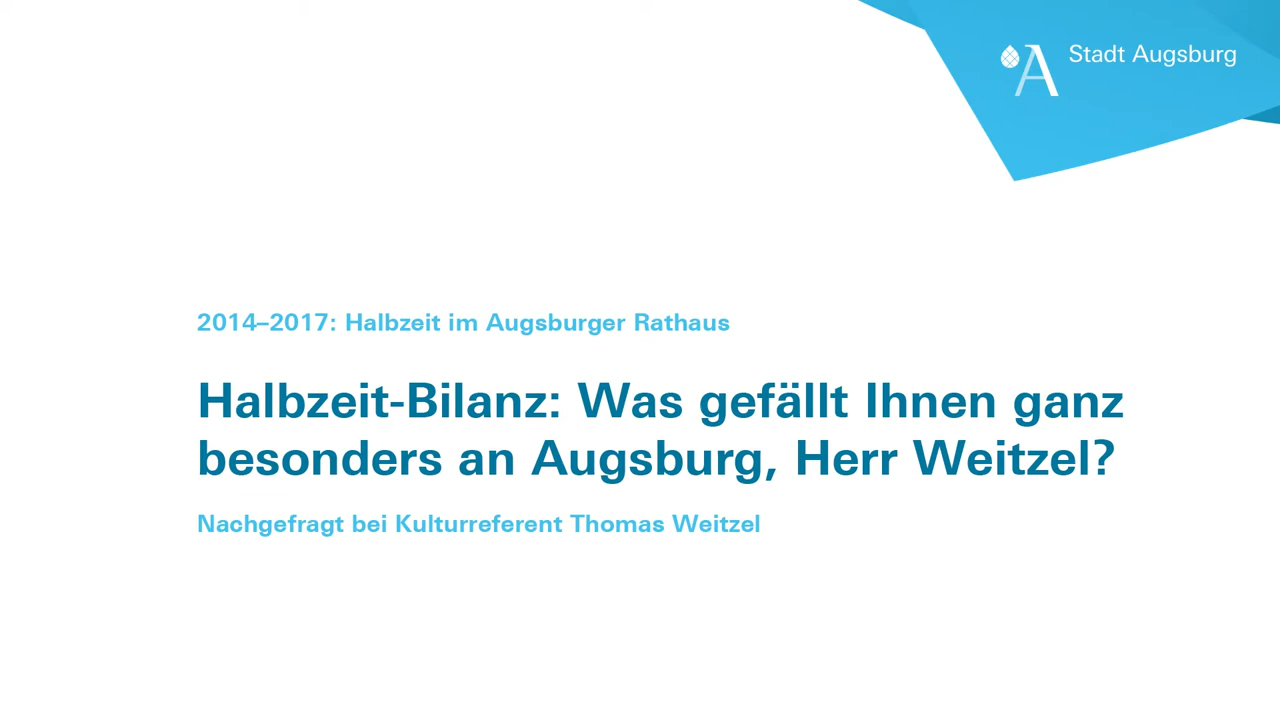 Stadt Augsburg
2014–2017: Halbzeit im Augsburger Rathaus
Halbzeit-Bilanz: Was gefällt Ihnen ganz
besonders an Augsburg, Herr Weitzel?
Nachgefragt bei Kulturreferent Thomas Weitzel